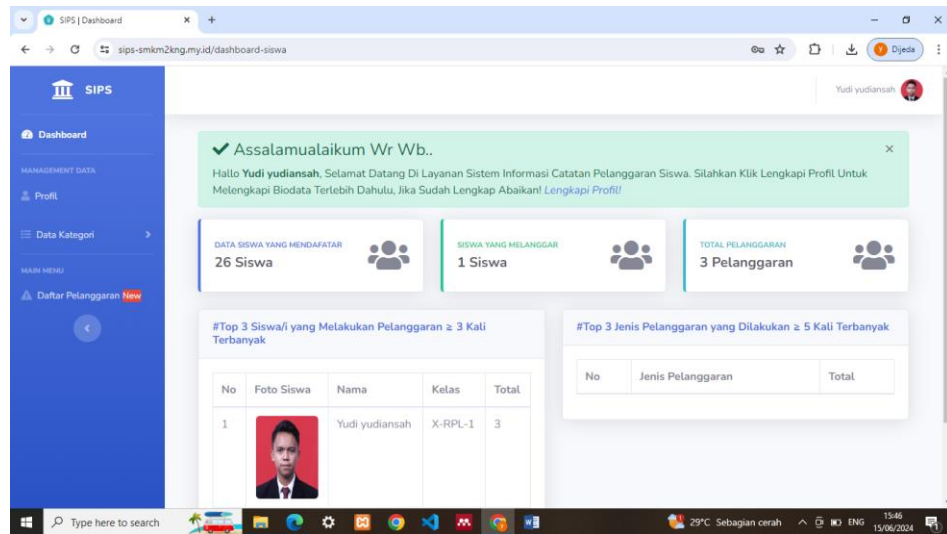 SIPS | Dashboard
sips-smkm2kng.my.id/dashboard-siswa
Y
Dijeda
SIPS
Yudi yudiansah
Dashboard
MANAGEMENT DATA
Profil
Data Kategori
MAIN MENU
Daftar Pelanggaran New
Assalamualaikum Wr Wb..
Hallo Yudi yudiansah, Selamat Datang Di Layanan Sistem Informasi Catatan Pelanggaran Siswa. Silahkan Klik Lengkapi Profil Untuk
Melengkapi Biodata Terlebih Dahulu, Jika Sudah Lengkap Abaikan! Lengkapi Profil!
DATA SISWA YANG MENDAFATAR
26 Siswa
SISWA YANG MELANGGAR
1 Siswa
TOTAL PELANGGARAN
3 Pelanggaran
#Top 3 Siswa/i yang Melakukan Pelanggaran ≥ 3 Kali
Terbanyak
No Foto Siswa Nama Kelas Total
1 Yudi yudiansah X-RPL-1 3
#Top 3 Jenis Pelanggaran yang Dilakukan ≥ 5 Kali Terbanyak
No Jenis Pelanggaran Total
Type here to search
29°C Sebagian cerah
ENG
15:46
15/06/2024